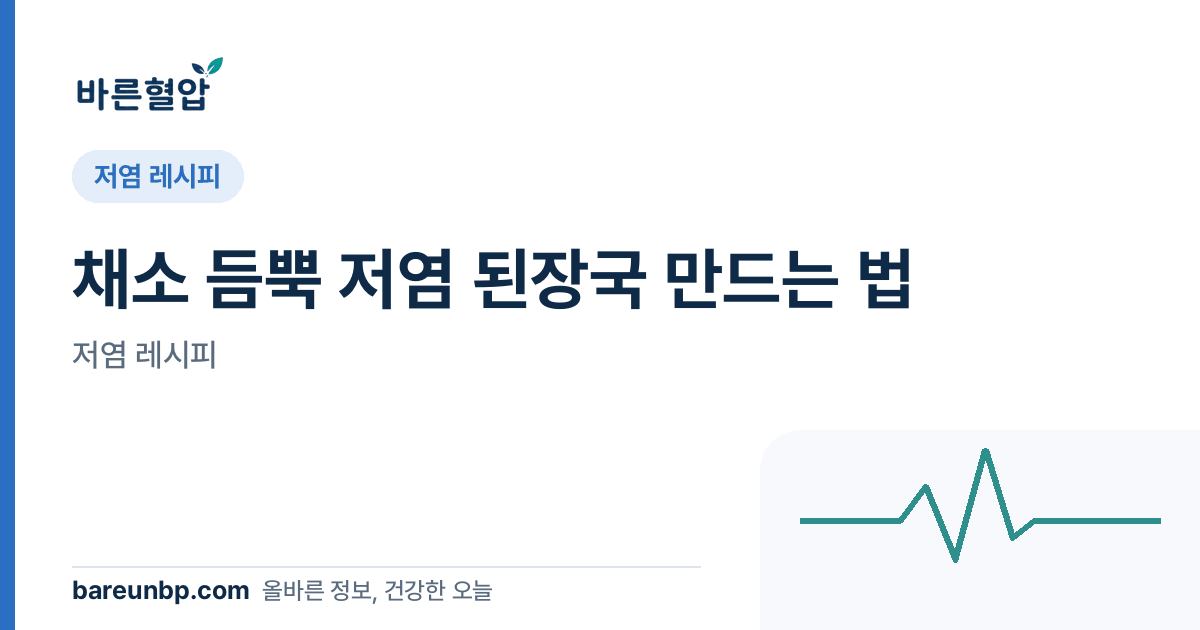 바른혈압
저염 레시피
채소 듬뿍 저염 된장국 만드는 법
저염 레시피
bareunbp.com 올바른 정보, 건강한 오늘